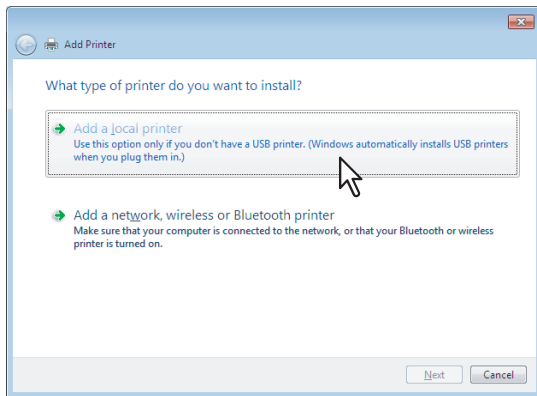 Add Printer
What type of printer do you want to install?
Add a local printer
Use this option only if you don't have a USB printer. (Windows automatically installs USB printers
when you plug them in.)
Add a network, wireless or Bluetooth printer
Make sure that your computer is connected to the network, or that your Bluetooth or wireless
printer is turned on.
Next Cancel